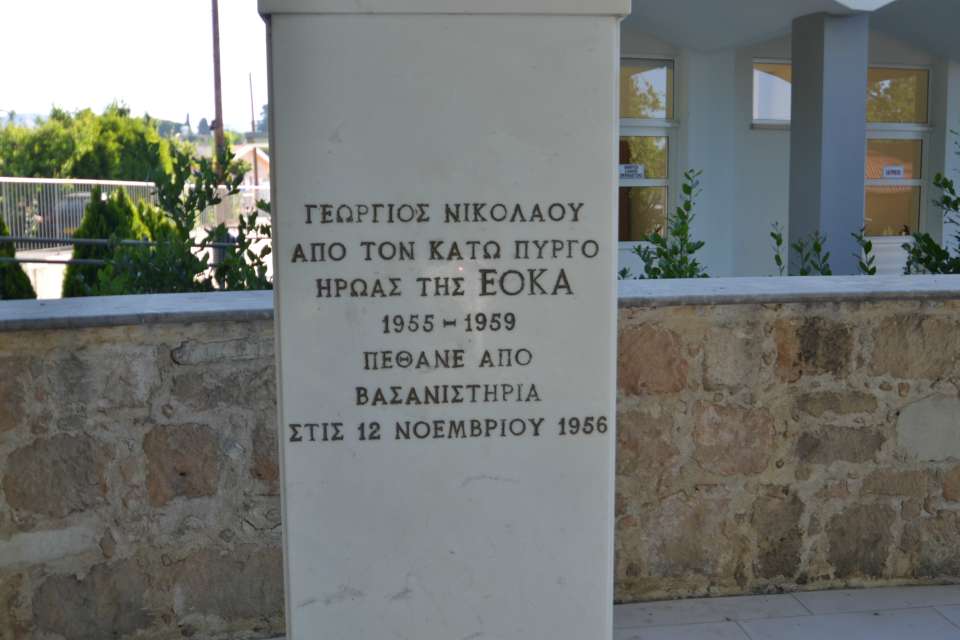 ΓΕΩΡΓΙΟΣ ΝΙΚΟΛΑΟΥ
ΑΠΟ ΤΟΝ ΚΑΤΩ ΠΥΡΓΟ
ΗΡΩΑΣ ΤΗΣ ΕΟΚΑ
1955-1959
ΠΕΘΑΝΕ ΑΠΟ
ΒΑΣΑΝΙΣΤΗΡΙΑ
ΣΤΙΣ 12 ΝΟΕΜΒΡΙΟΥ 1956